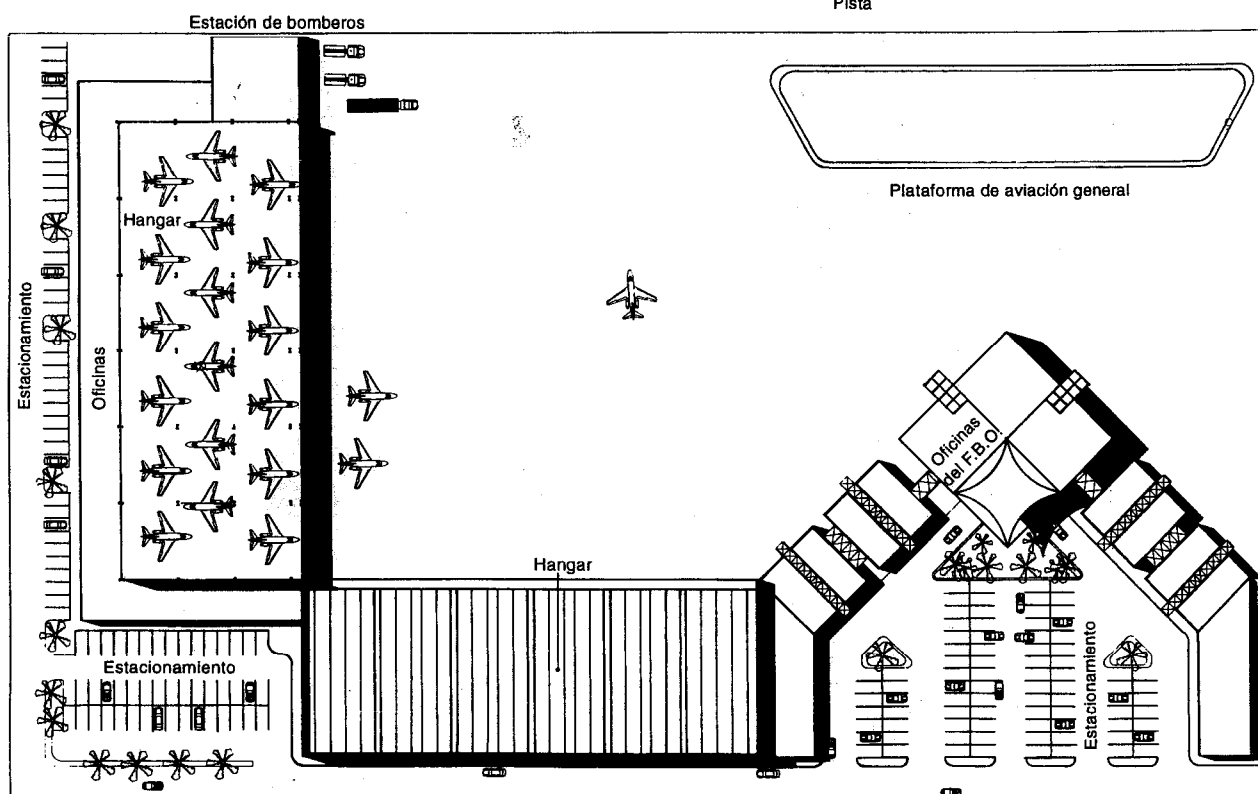 Pista
Estación de bomberos
Plataforma de aviación general
Hangar
Estacionamiento
Oficinas
Oficinas
del F.B.O.
Hangar
Estacionamiento
Estacionamiento